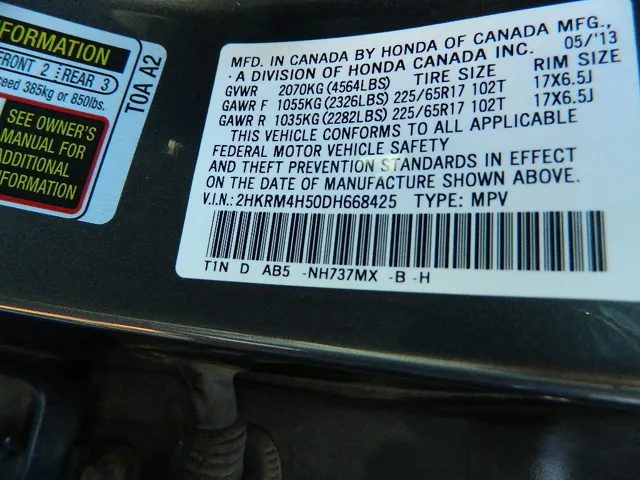 FORMATION
FRONT 2 REAR 3
ceed 385kg or 850lbs.
SEE OWNER'S
MANUAL FOR
ADDITIONAL
INFORMATION
TOA A2
MFD. IN CANADA BY HONDA OF CANADA MFG.,
A DIVISION OF HONDA CANADA INC. 05/'13
GVWR 2070KG (4564LBS) TIRE SIZE RIM SIZE
GAWR F 1055KG (2326LBS) 225/65R17 102T 17X6.5J
GAWR R 1035KG (2282LBS) 225/65R17 102T 17X6.5J
THIS VEHICLE CONFORMS TO ALL APPLICABLE
FEDERAL MOTOR VEHICLE SAFETY
AND THEFT PREVENTION STANDARDS IN EFFECT
ON THE DATE OF MANUFACTURE SHOWN ABOVE.
V.I.N.: 2HKRM4H50DH668425 TYPE: MPV
T1N D AB5 -NH737MX -B -H